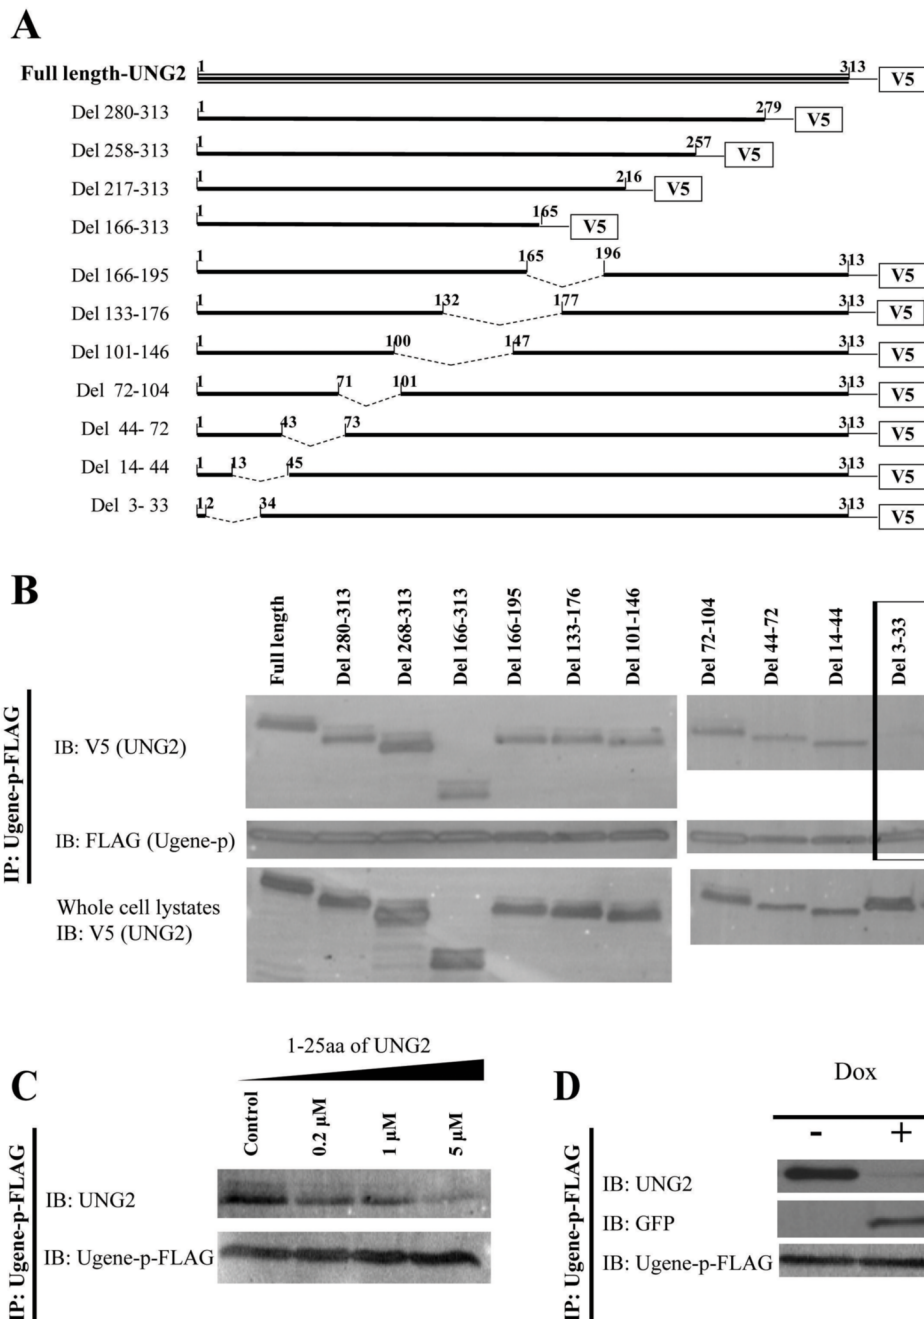 A
Full length-UNG2 1 313 V5
Del 280-313 1 279 V5
Del 258-313 1 257 V5
Del 217-313 1 216 V5
Del 166-313 1 165 V5
Del 166-195 1 165 196 313 V5
Del 133-176 1 132 177 313 V5
Del 101-146 1 100 147 313 V5
Del 72-104 1 71 101 313 V5
Del 44- 72 1 43 73 313 V5
Del 14- 44 1 13 45 313 V5
Del 3- 33 12 34 313 V5
B
Full length
Del 280-313
Del 268-313
Del 166-313
Del 166-195
Del 133-176
Del 101-146
Del 72-104
Del 44-72
Del 14-44
Del 3-33
IP: Ugene-p-FLAG
IB: V5 (UNG2)
IB: FLAG (Ugene-p)
Whole cell lystates
IB: V5 (UNG2)
C
1-25aa of UNG2
Control
0.2 µM
1 µM
5 µM
IP: Ugene-p-FLAG
IB: UNG2
IB: Ugene-p-FLAG
D
Dox
- +
IP: Ugene-p-FLAG
IB: UNG2
IB: GFP
IB: Ugene-p-FLAG